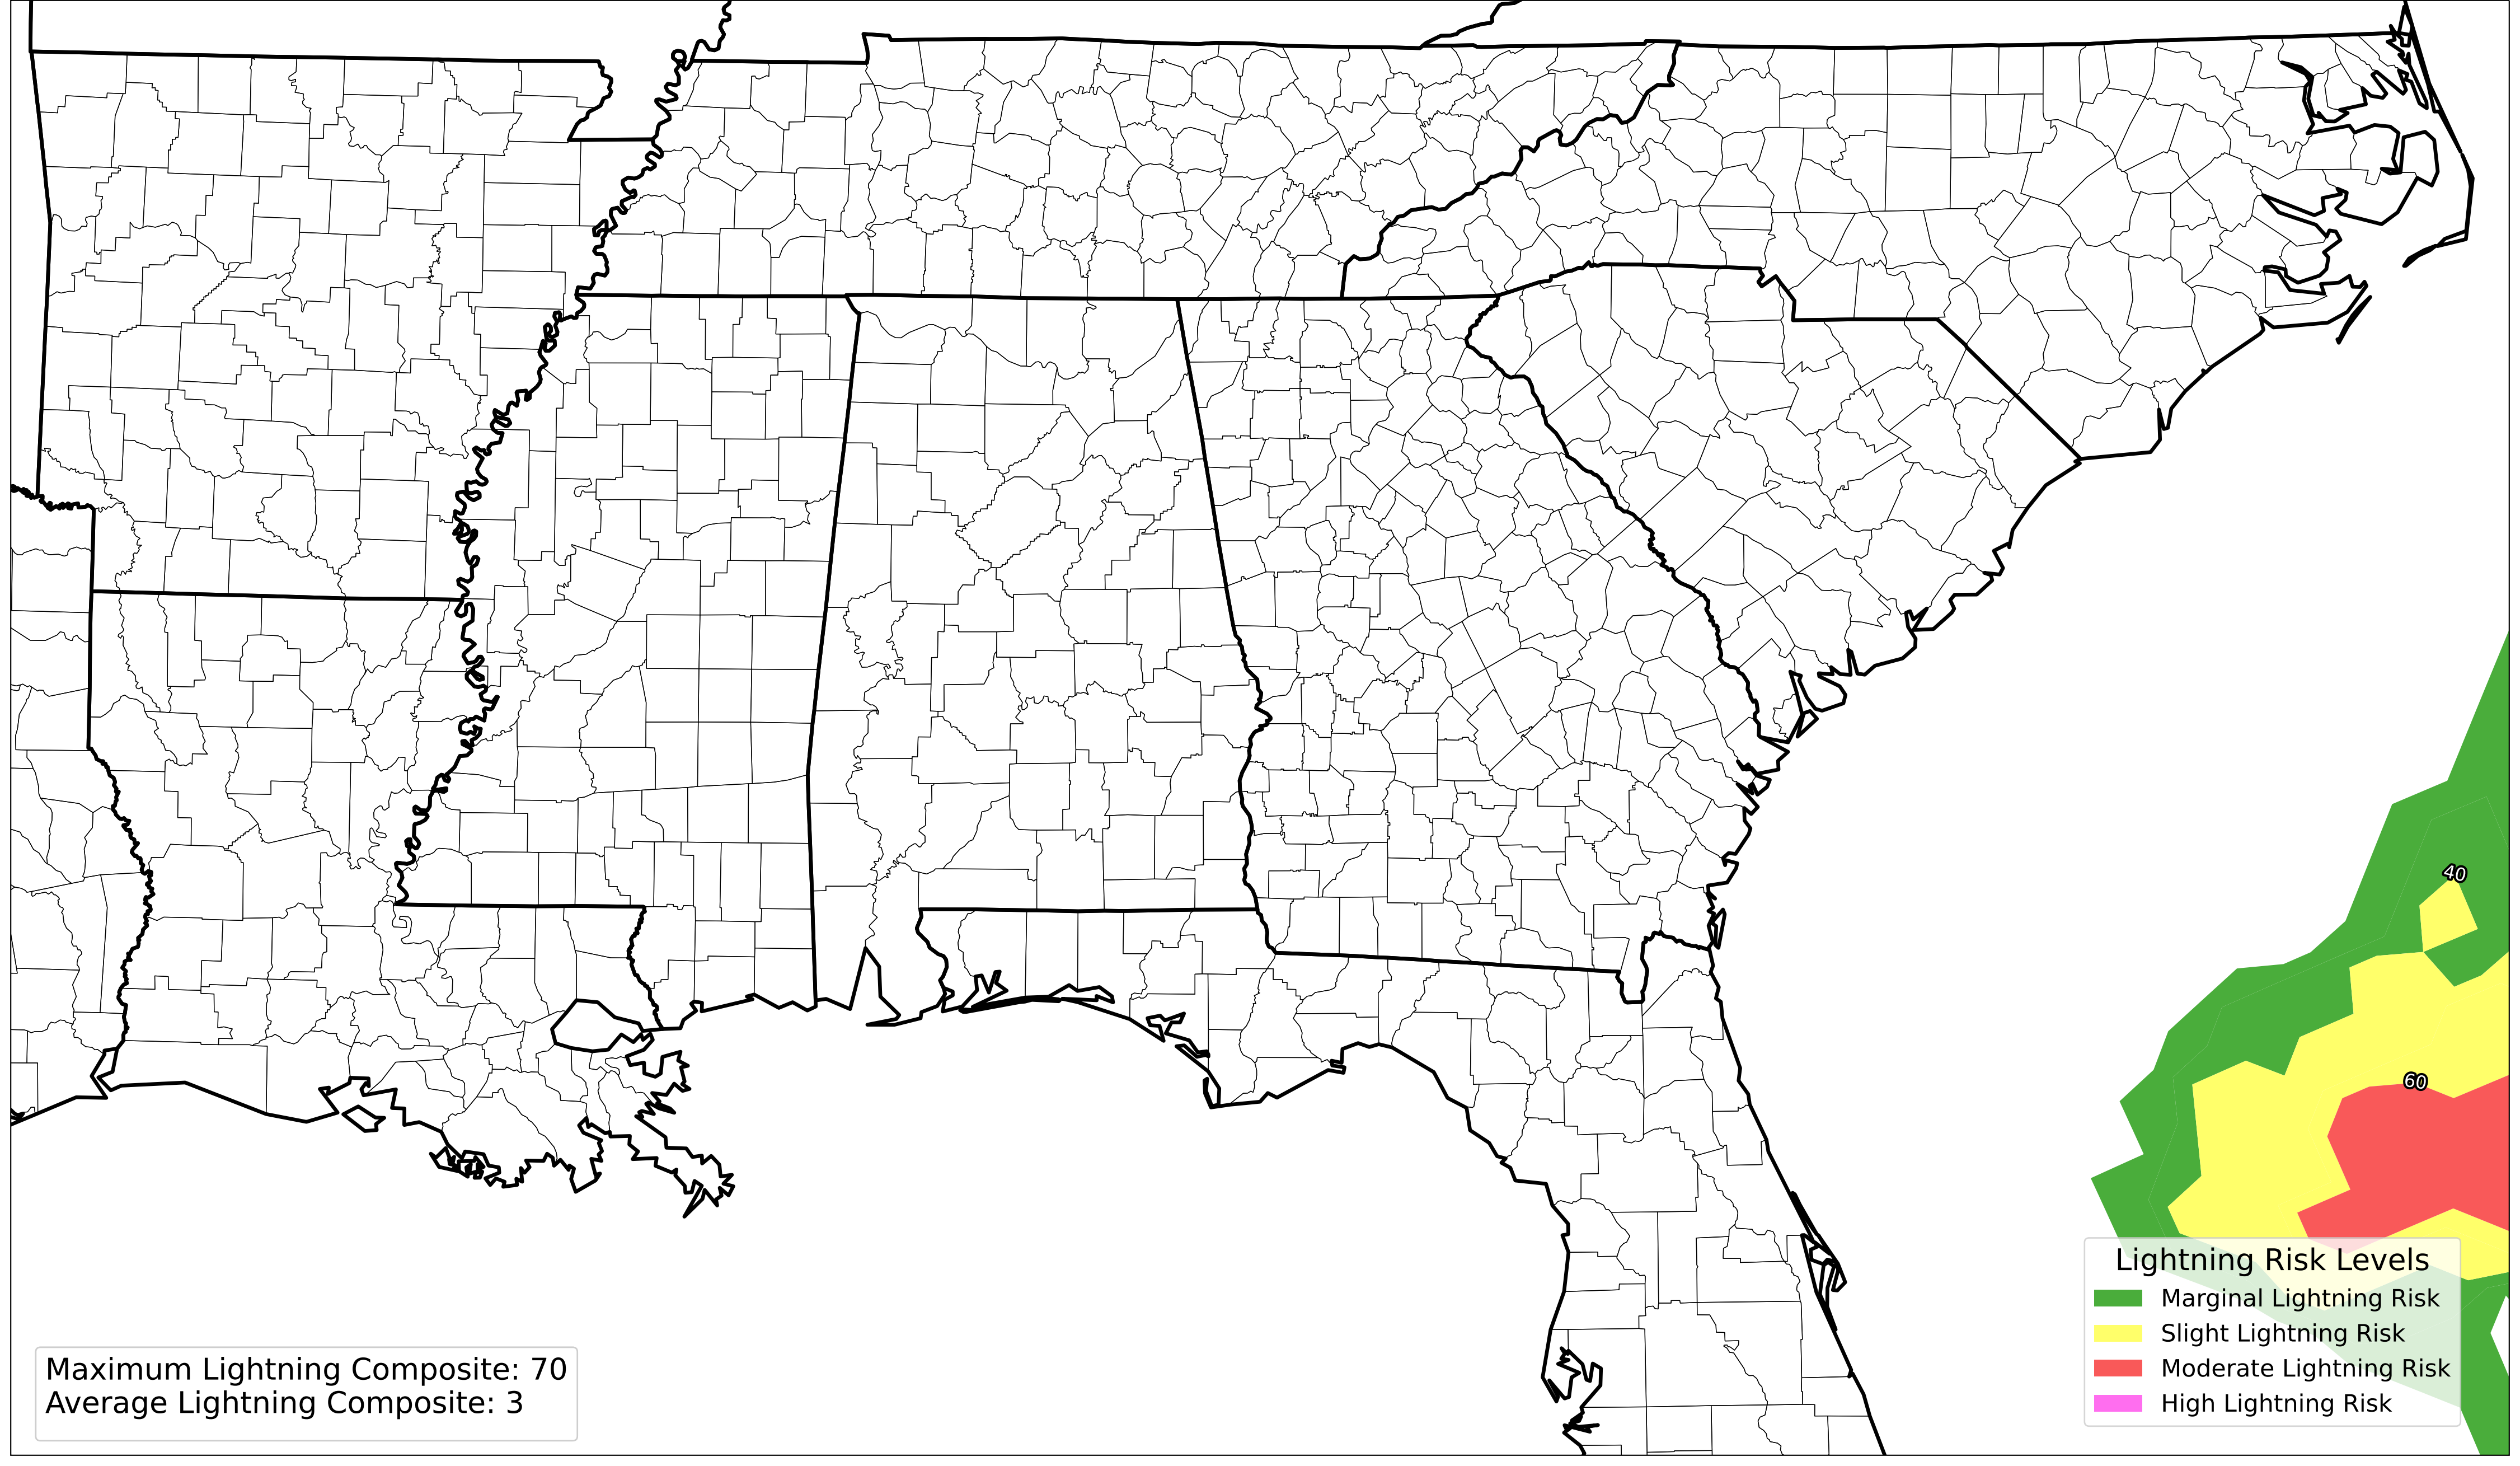 40
60
Lightning Risk Levels
Marginal Lightning Risk
Slight Lightning Risk
Moderate Lightning Risk
High Lightning Risk
Maximum Lightning Composite: 70
Average Lightning Composite: 3